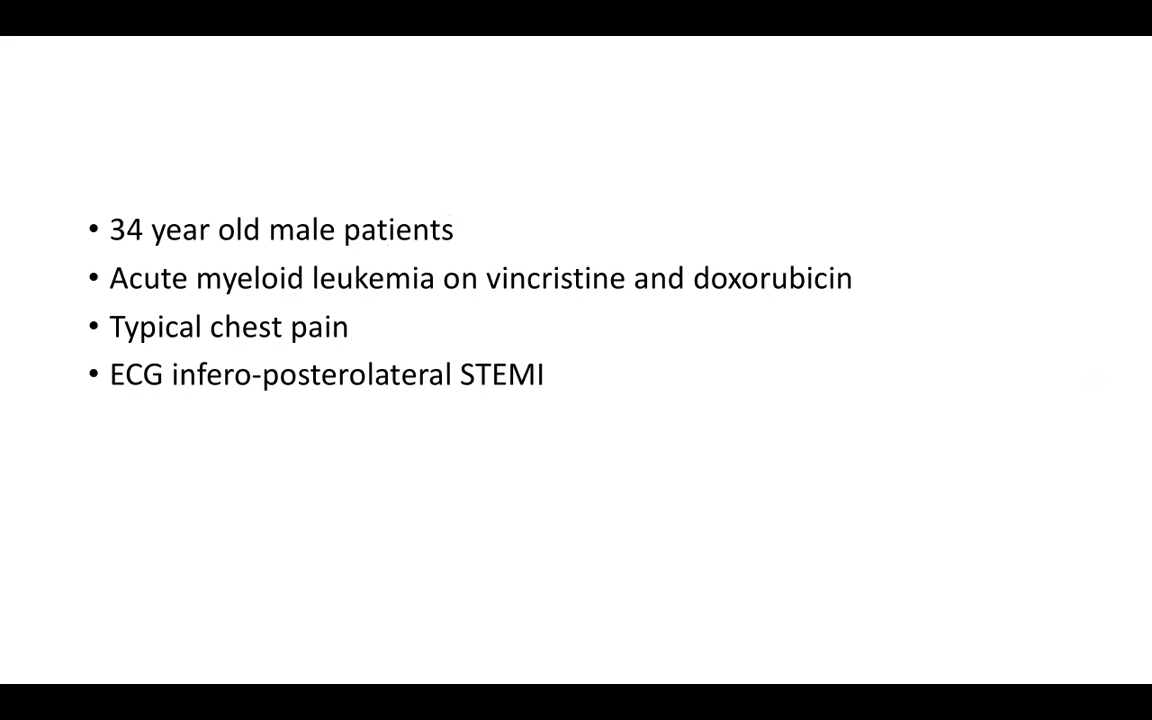 • 34 year old male patients
• Acute myeloid leukemia on vincristine and doxorubicin
• Typical chest pain
• ECG infero-posterolateral STEMI